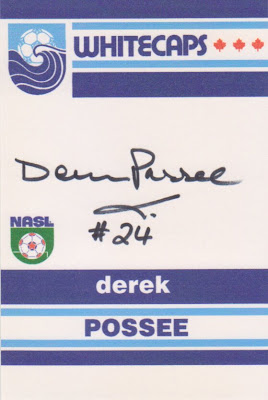 WHITECAPS
Derek Possee
#24
NASL
derek
POSSEE